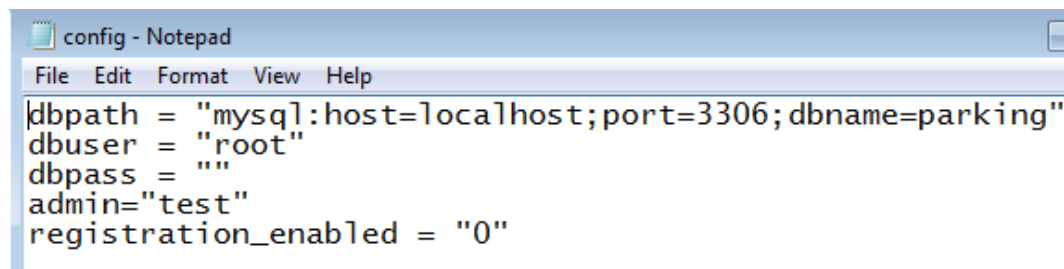 config - Notepad
File Edit Format View Help
dbpath = "mysql:host=localhost;port=3306;dbname=parking"
dbuser = "root"
dbpass = ""
admin="test"
registration_enabled = "0"